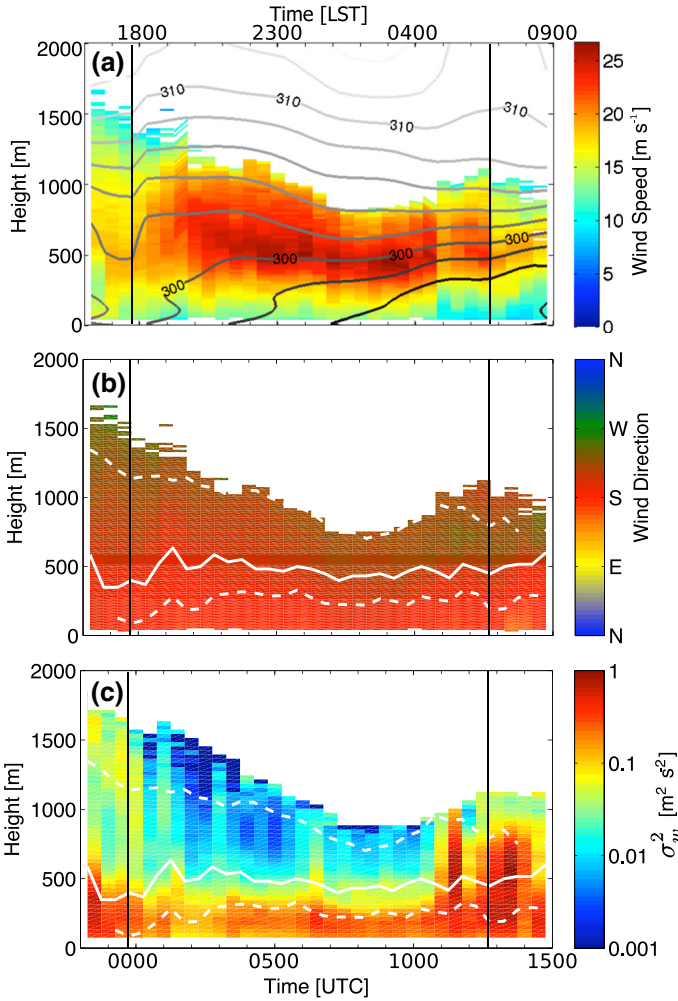 Time [LST]
1800 2300 0400 0900
(a)
2000
1500
1000
500
0
Height [m]
310
310
310
300
300
300
25
20
15
10
5
0
Wind Speed [m s⁻¹]
(b)
2000
1500
1000
500
0
Height [m]
N
W
S
E
N
Wind Direction
(c)
2000
1500
1000
500
0
Height [m]
1
0.1
0.01
0.001
σ²w [m² s⁻²]
0000 0500 1000 1500
Time [UTC]